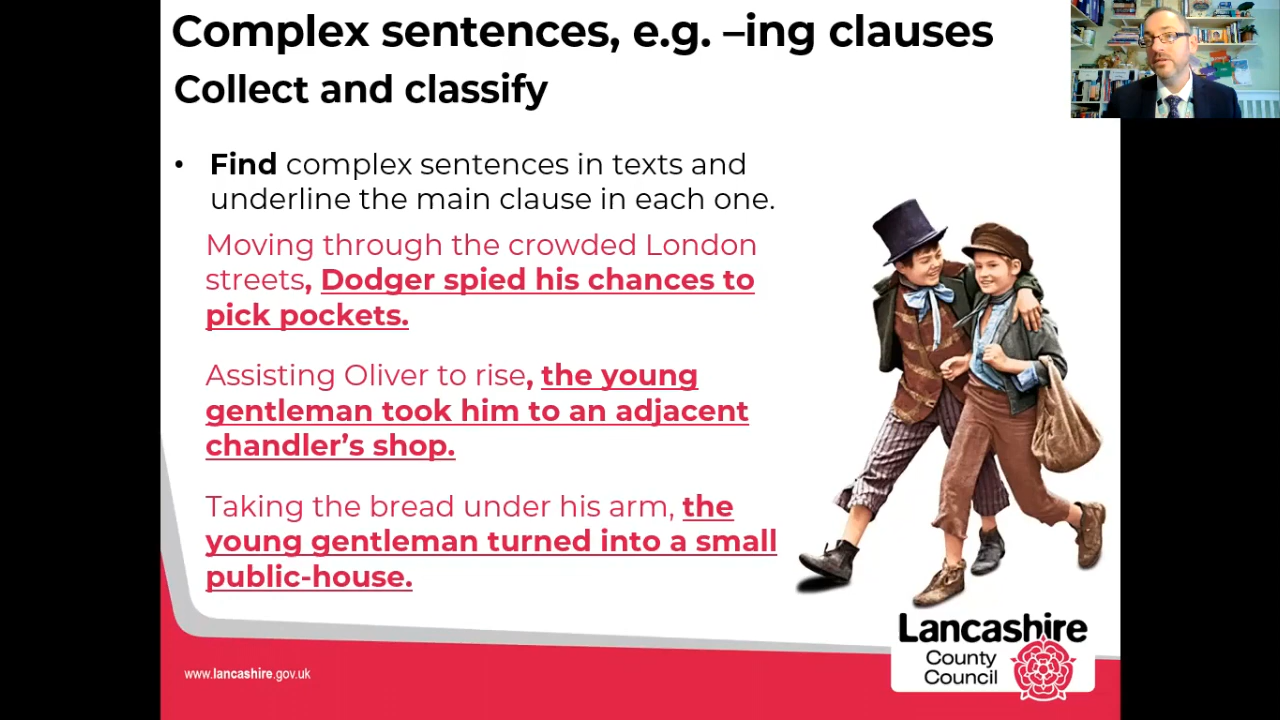 Complex sentences, e.g. –ing clauses
Collect and classify
• Find complex sentences in texts and
underline the main clause in each one.
Moving through the crowded London
streets, Dodger spied his chances to
pick pockets.
Assisting Oliver to rise, the young
gentleman took him to an adjacent
chandler’s shop.
Taking the bread under his arm, the
young gentleman turned into a small
public-house.
www.lancashire.gov.uk
Lancashire
County
Council